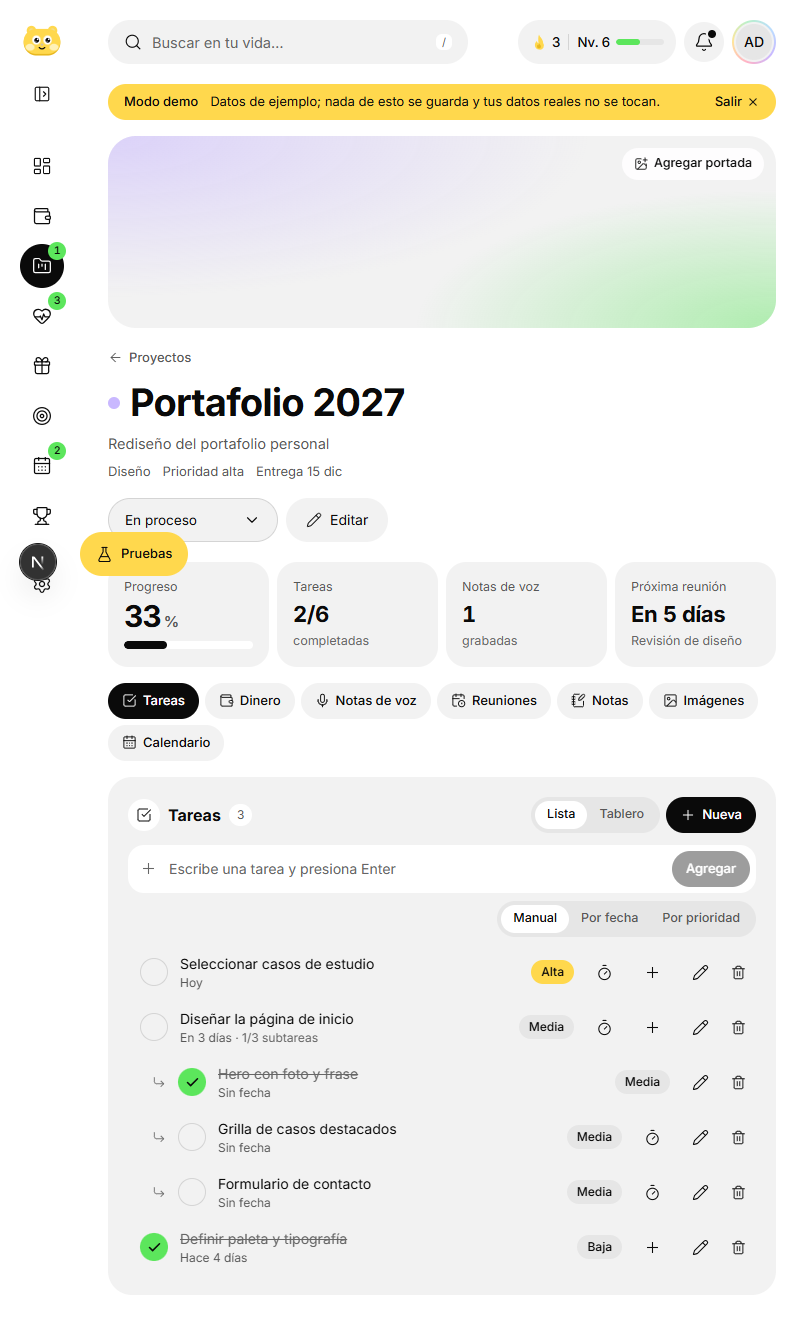 Buscar en tu vida...
/
3
Nv. 6
AD
Modo demo Datos de ejemplo; nada de esto se guarda y tus datos reales no se tocan. Salir
Agregar portada
1
3
2
N
Proyectos
Portafolio 2027
Rediseño del portafolio personal
Diseño Prioridad alta Entrega 15 dic
En proceso
Editar
Pruebas
Progreso
33 %
Tareas
2/6
completadas
Notas de voz
1
grabadas
Próxima reunión
En 5 días
Revisión de diseño
Tareas
Dinero
Notas de voz
Reuniones
Notas
Imágenes
Calendario
Tareas 3
Lista
Tablero
Nueva
Escribe una tarea y presiona Enter
Agregar
Manual
Por fecha
Por prioridad
Seleccionar casos de estudio
Hoy
Alta
Diseñar la página de inicio
En 3 días · 1/3 subtareas
Media
Hero con foto y frase
Sin fecha
Media
Grilla de casos destacados
Sin fecha
Media
Formulario de contacto
Sin fecha
Media
Definir paleta y tipografía
Hace 4 días
Baja